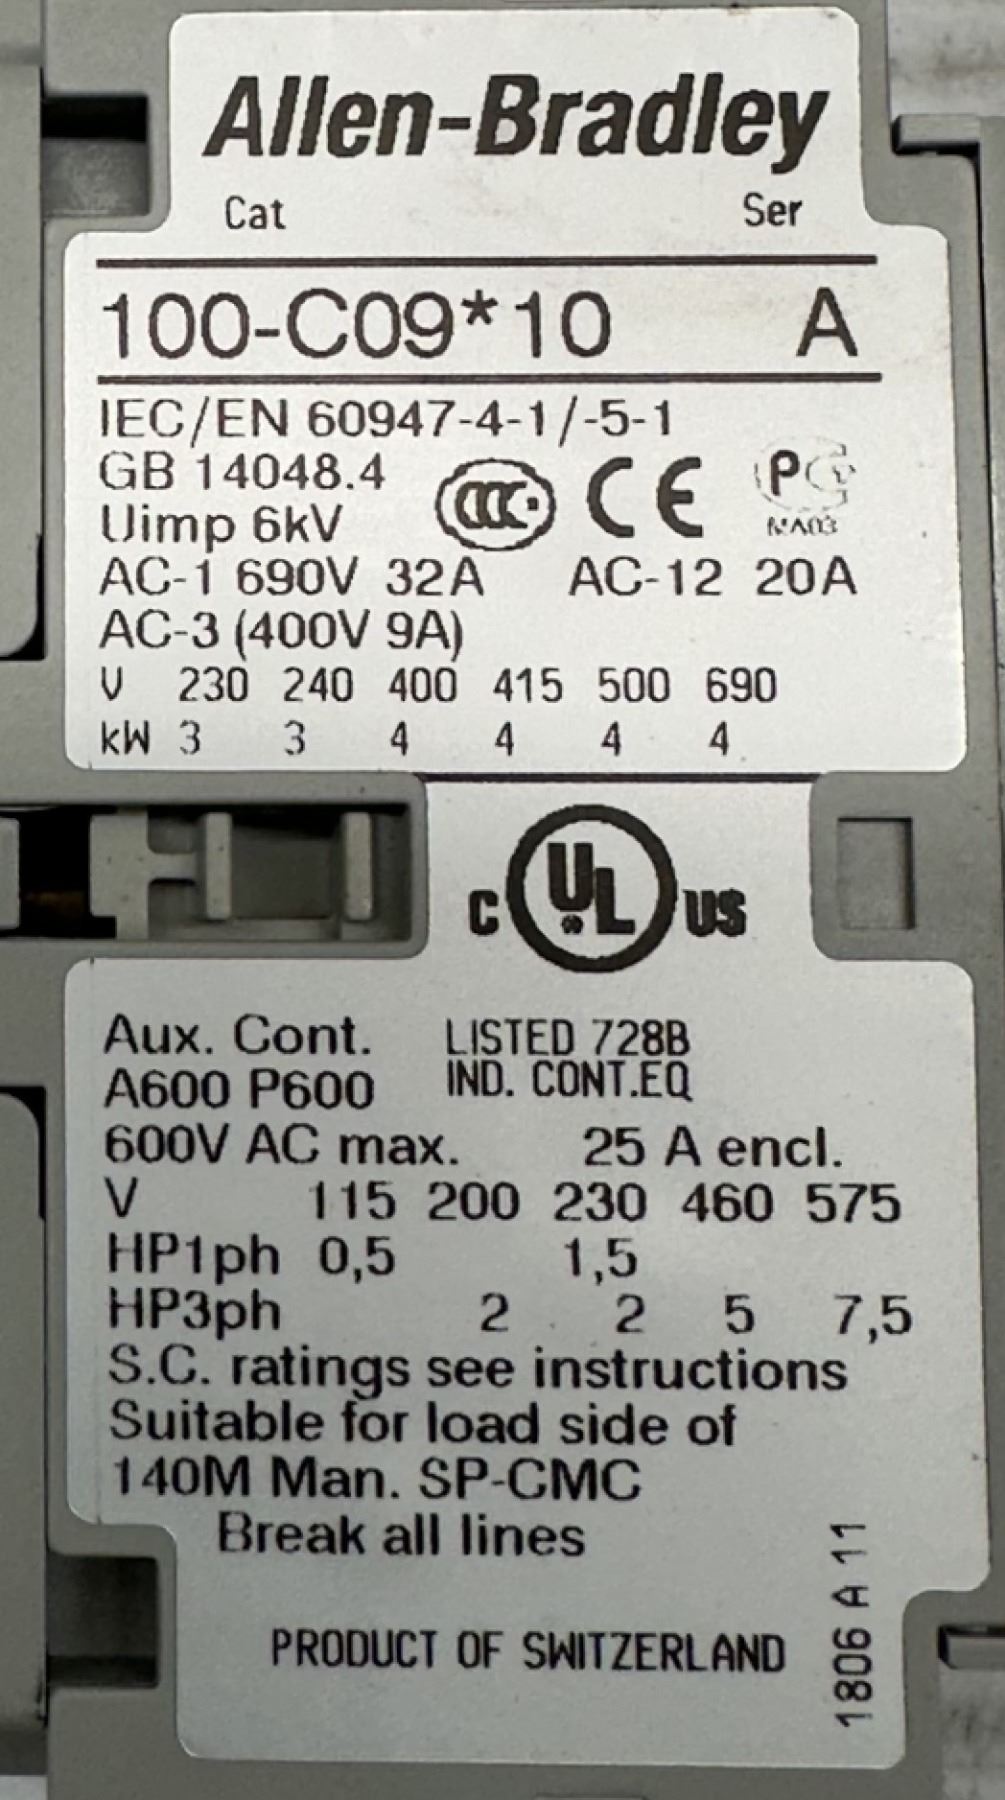 Allen-Bradley
Cat Ser
100-C09*10 A
IEC/EN 60947-4-1/-5-1
GB 14048.4 CCC CE PC
Uimp 6kV
AC-1 690V 32A AC-12 20A
AC-3 (400V 9A)
V 230 240 400 415 500 690
kW 3 3 4 4 4 4
C UL US
Aux. Cont. LISTED 728B
A600 P600 IND. CONT.EQ
600V AC max. 25 A encl.
V 115 200 230 460 575
HP1ph 0,5 1,5
HP3ph 2 2 5 7,5
S.C. ratings see instructions
Suitable for load side of
140M Man. SP-CMC
Break all lines
PRODUCT OF SWITZERLAND
1806 A 11